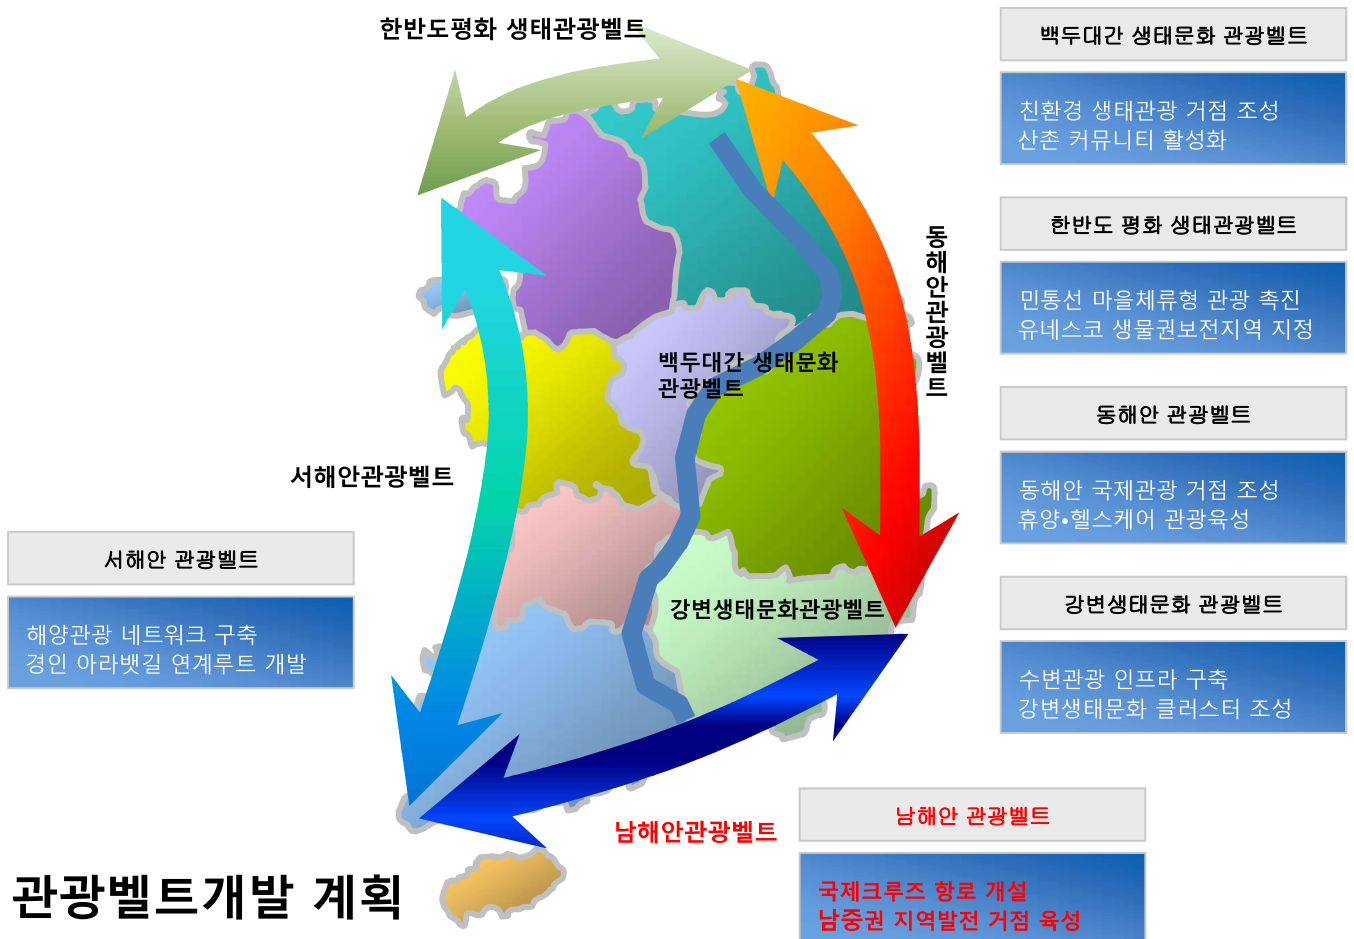 한반도평화 생태관광벨트
백두대간 생태문화 관광벨트
친환경 생태관광 거점 조성
산촌 커뮤니티 활성화
한반도 평화 생태관광벨트
민통선 마을체류형 관광 촉진
유네스코 생물권보전지역 지정
동해안관광벨트
백두대간 생태문화
관광벨트
동해안 관광벨트
동해안 국제관광 거점 조성
휴양•헬스케어 관광육성
서해안관광벨트
서해안 관광벨트
해양관광 네트워크 구축
경인 아라뱃길 연계루트 개발
강변생태문화관광벨트
강변생태문화 관광벨트
수변관광 인프라 구축
강변생태문화 클러스터 조성
남해안관광벨트
남해안 관광벨트
국제크루즈 항로 개설
남중권 지역발전 거점 육성
관광벨트개발 계획